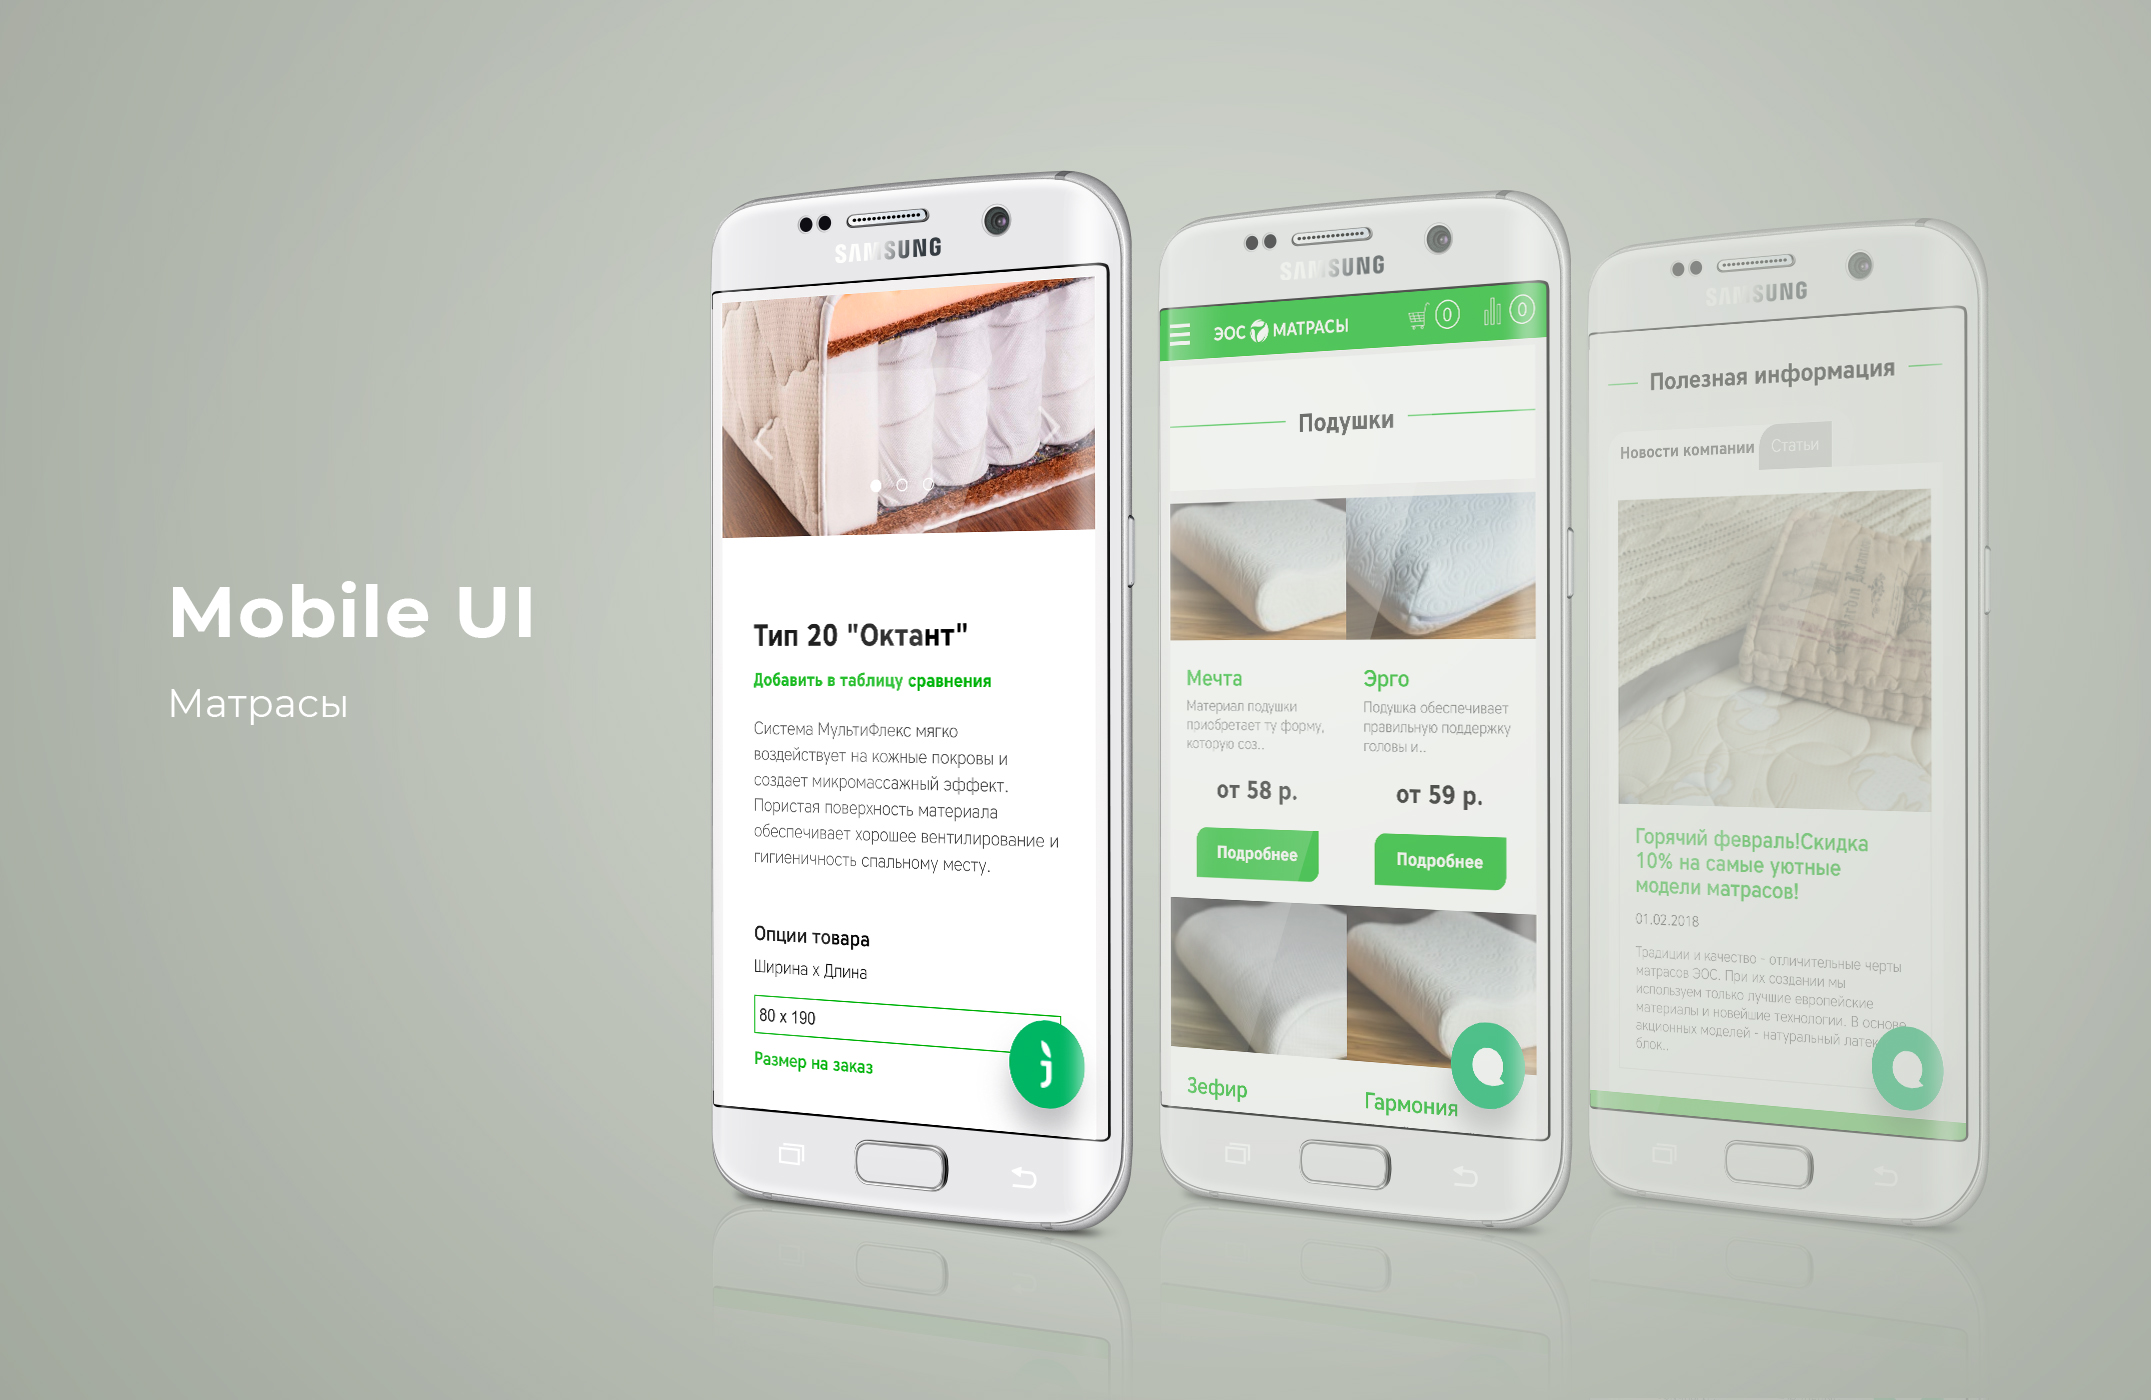 Mobile UI
Матрасы
SAMSUNG
Тип 20 "Октант"
Добавить в таблицу сравнения
Система МультиФлекс мягко
воздействует на кожные покровы и
создает микромассажный эффект.
Пористая поверхность материала
обеспечивает хорошее вентилирование и
гигиеничность спальному месту.
Опции товара
Ширина x Длина
80 x 190
Размер на заказ
SAMSUNG
ЭОС МАТРАСЫ 0 0
Подушки
Мечта
Материал подушки
приобретает ту форму,
которую соз..
от 58 р.
Подробнее
Эрго
Подушка обеспечивает
правильную поддержку
головы и..
от 59 р.
Подробнее
Зефир
Гармония
SAMSUNG
Полезная информация
Новости компании Статьи
Горячий февраль!Скидка
10% на самые уютные
модели матрасов!
01.02.2018
Традиции и качество - отличительные черты
матрасов ЭОС. При их создании мы
используем только лучшие европейские
материалы и новейшие технологии. В основе
акционных моделей - натуральный латек
блок..